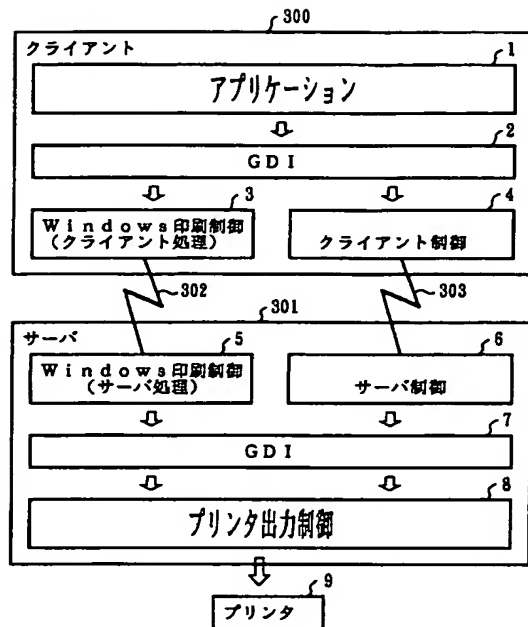 300
クライアント
1
アプリケーション
2
GDI
3
4
Windows印刷制御
(クライアント処理)
クライアント制御
302
303
301
サーバ
5
6
Windows印刷制御
(サーバ処理)
サーバ制御
7
GDI
8
プリンタ出力制御
9
プリンタ